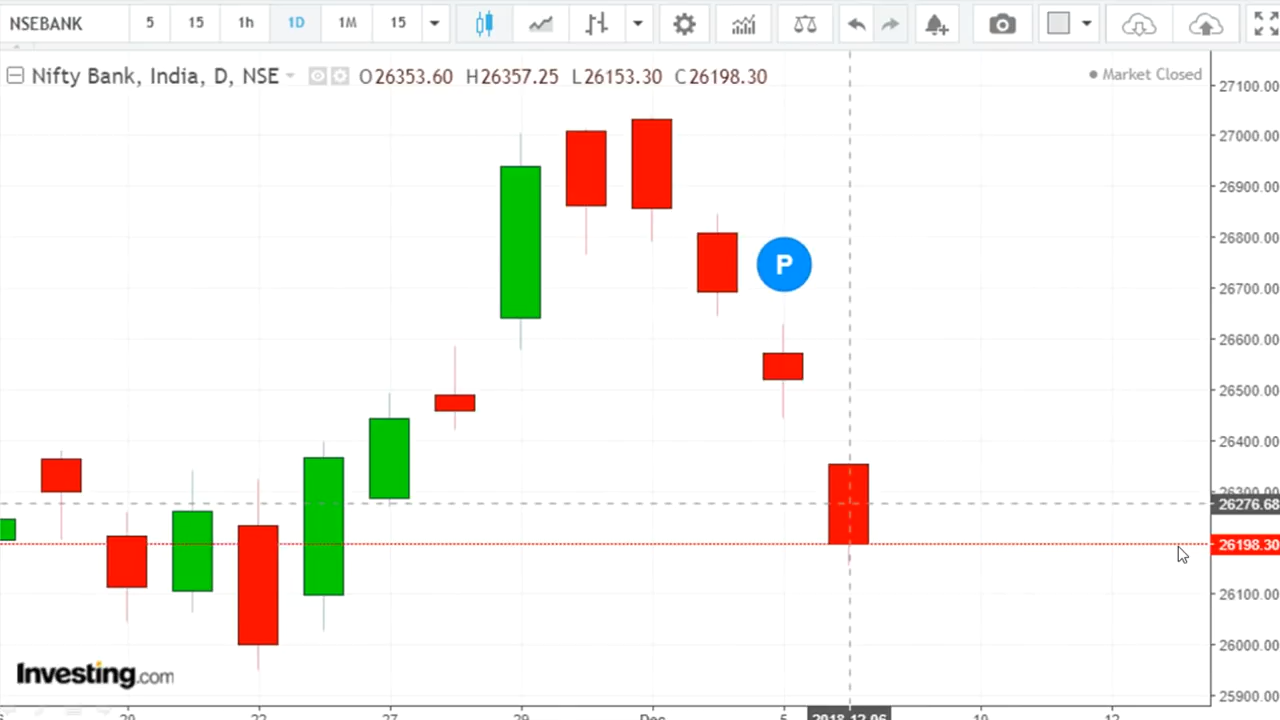 NSEBANK 5 15 1h 1D 1M 15
Nifty Bank, India, D, NSE O26353.60 H26357.25 L26153.30 C26198.30 Market Closed
27100.00
27000.00
26900.00
26800.00
P
26700.00
26600.00
26500.00
26400.00
26300.00
26276.68
26198.30
26100.00
26000.00
Investing.com
25900.00
20 22 27 29 Dec 5 2018-12-06 10 12